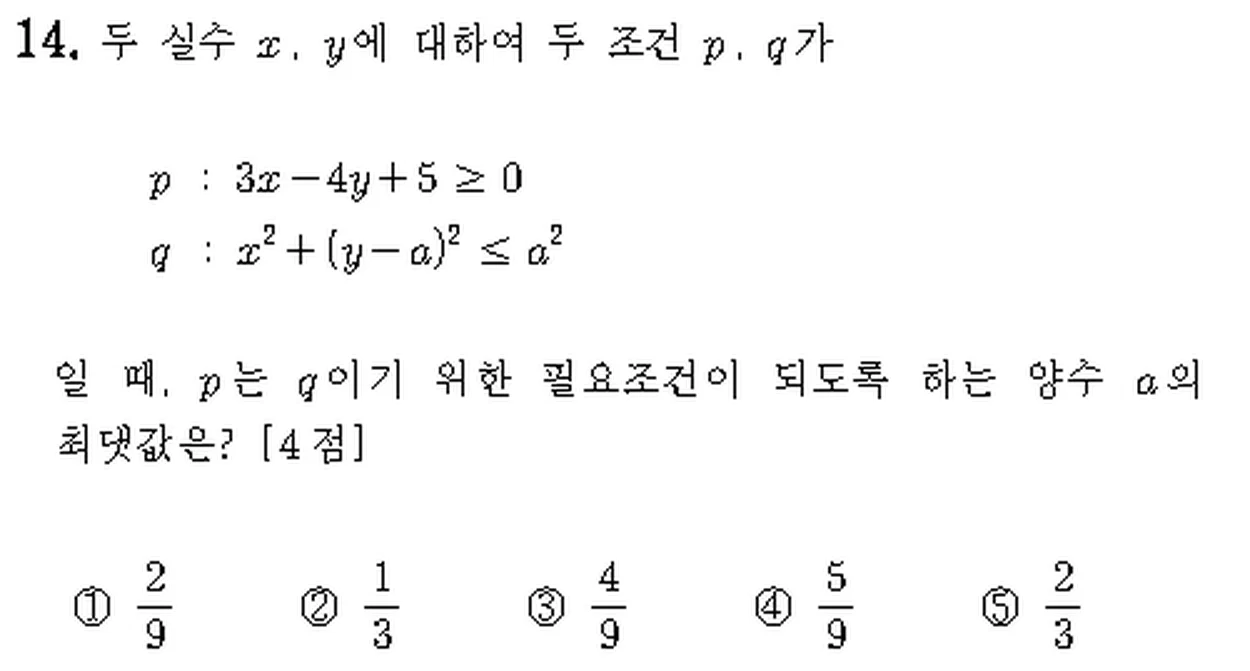 14. 두 실수 x, y에 대하여 두 조건 p, q가
p : 3x-4y+5 ≥ 0
q : x²+(y-a)² ≤ a²
일 때, p는 q이기 위한 필요조건이 되도록 하는 양수 a의
최댓값은? [4점]
① 2/9 ② 1/3 ③ 4/9 ④ 5/9 ⑤ 2/3